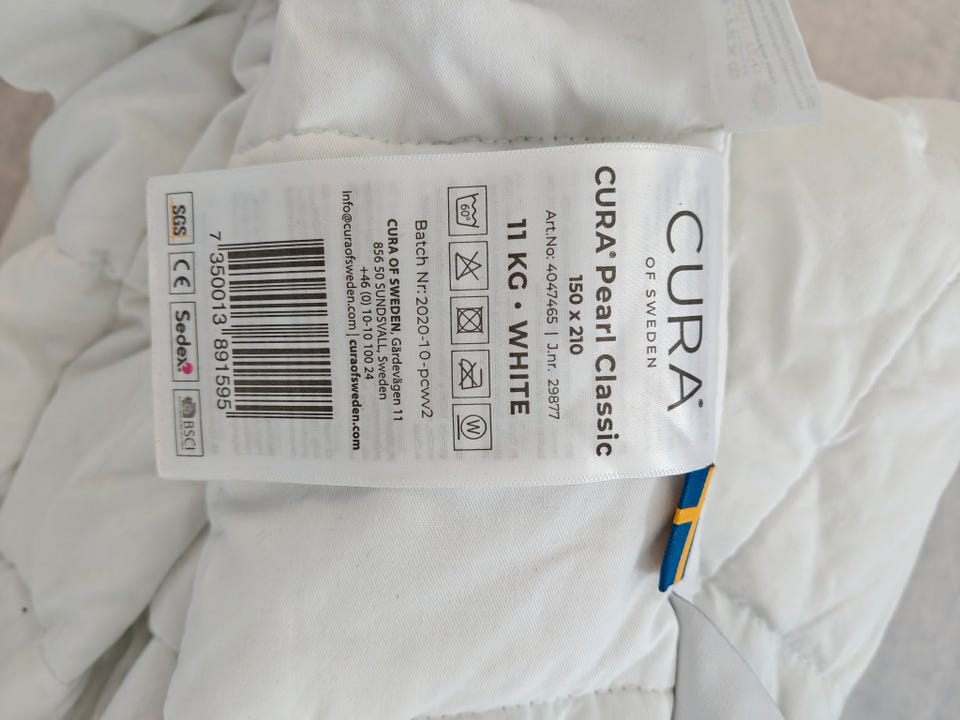 CURA®
OF SWEDEN
CURA® Pearl Classic
150 x 210
Art.No: 4047465 | J.nr. 29877
11 KG • WHITE
60°
W
Batch Nr: 2020-10-pcwv2
CURA OF SWEDEN, Gärdevägen 11
856 50 SUNDSVALL, Sweden
+46 (0) 10-10 100 24
info@curaofsweden.com | curaofsweden.com
7 350013 891595
SGS
CE
Sedex
BSCI